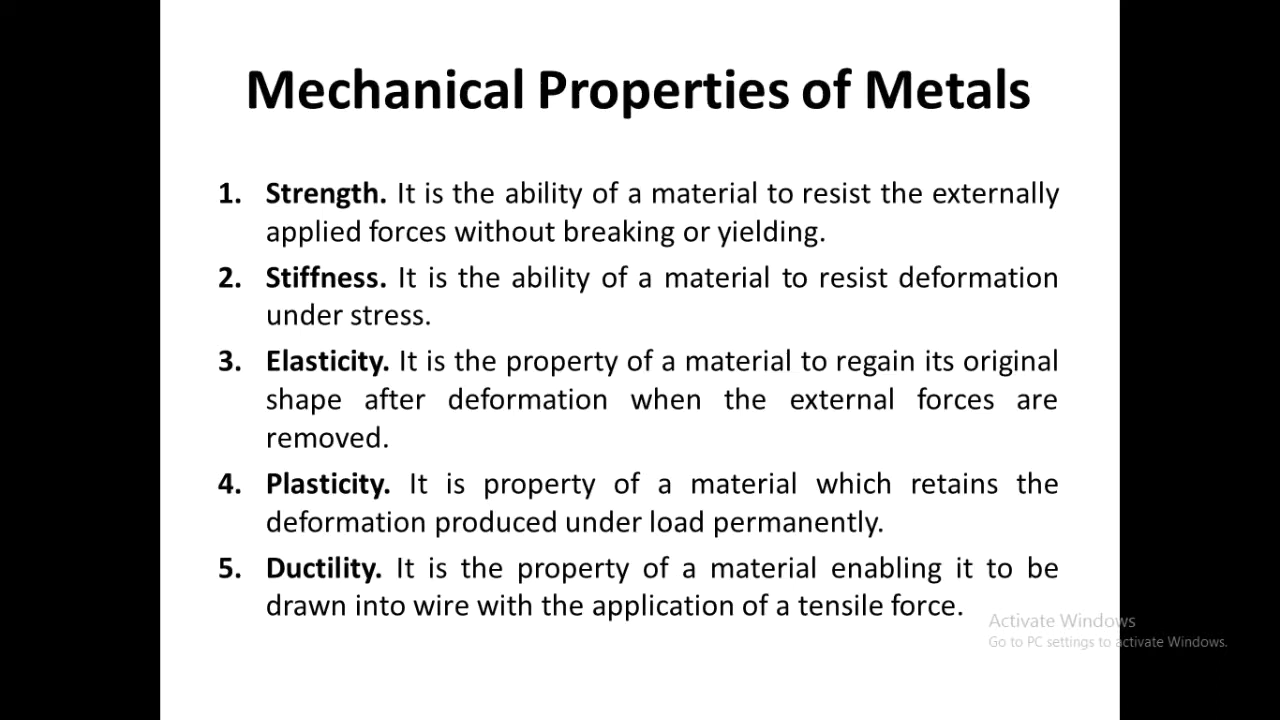 Mechanical Properties of Metals
1. Strength. It is the ability of a material to resist the externally
applied forces without breaking or yielding.
2. Stiffness. It is the ability of a material to resist deformation
under stress.
3. Elasticity. It is the property of a material to regain its original
shape after deformation when the external forces are
removed.
4. Plasticity. It is property of a material which retains the
deformation produced under load permanently.
5. Ductility. It is the property of a material enabling it to be
drawn into wire with the application of a tensile force.
Activate Windows
Go to PC settings to activate Windows.